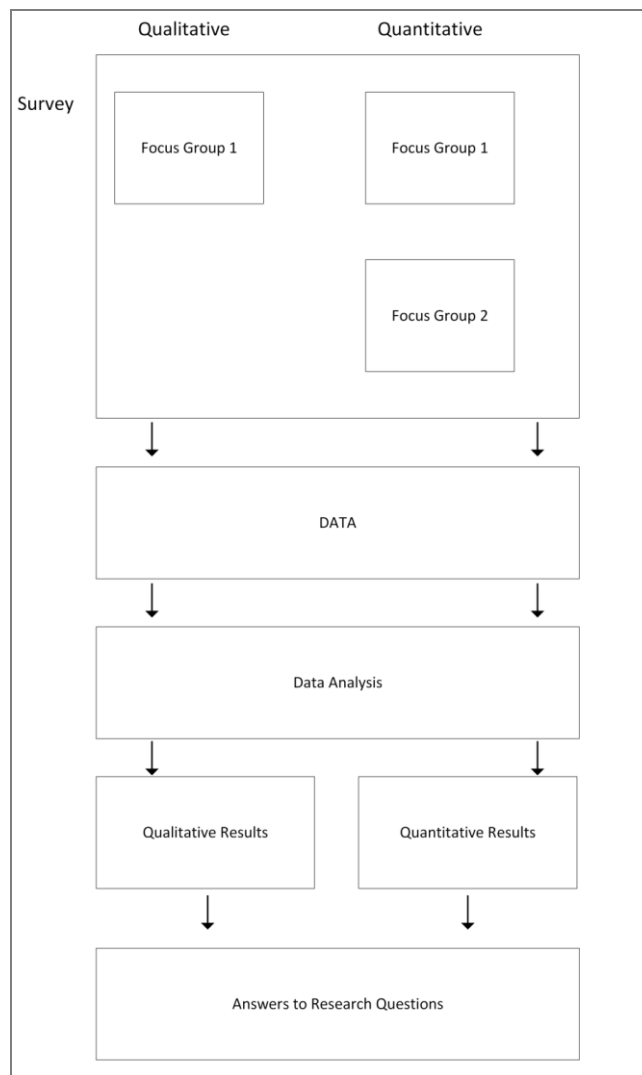 Qualitative
Quantitative
Survey
Focus Group 1
Focus Group 1
Focus Group 2
DATA
Data Analysis
Qualitative Results
Quantitative Results
Answers to Research Questions